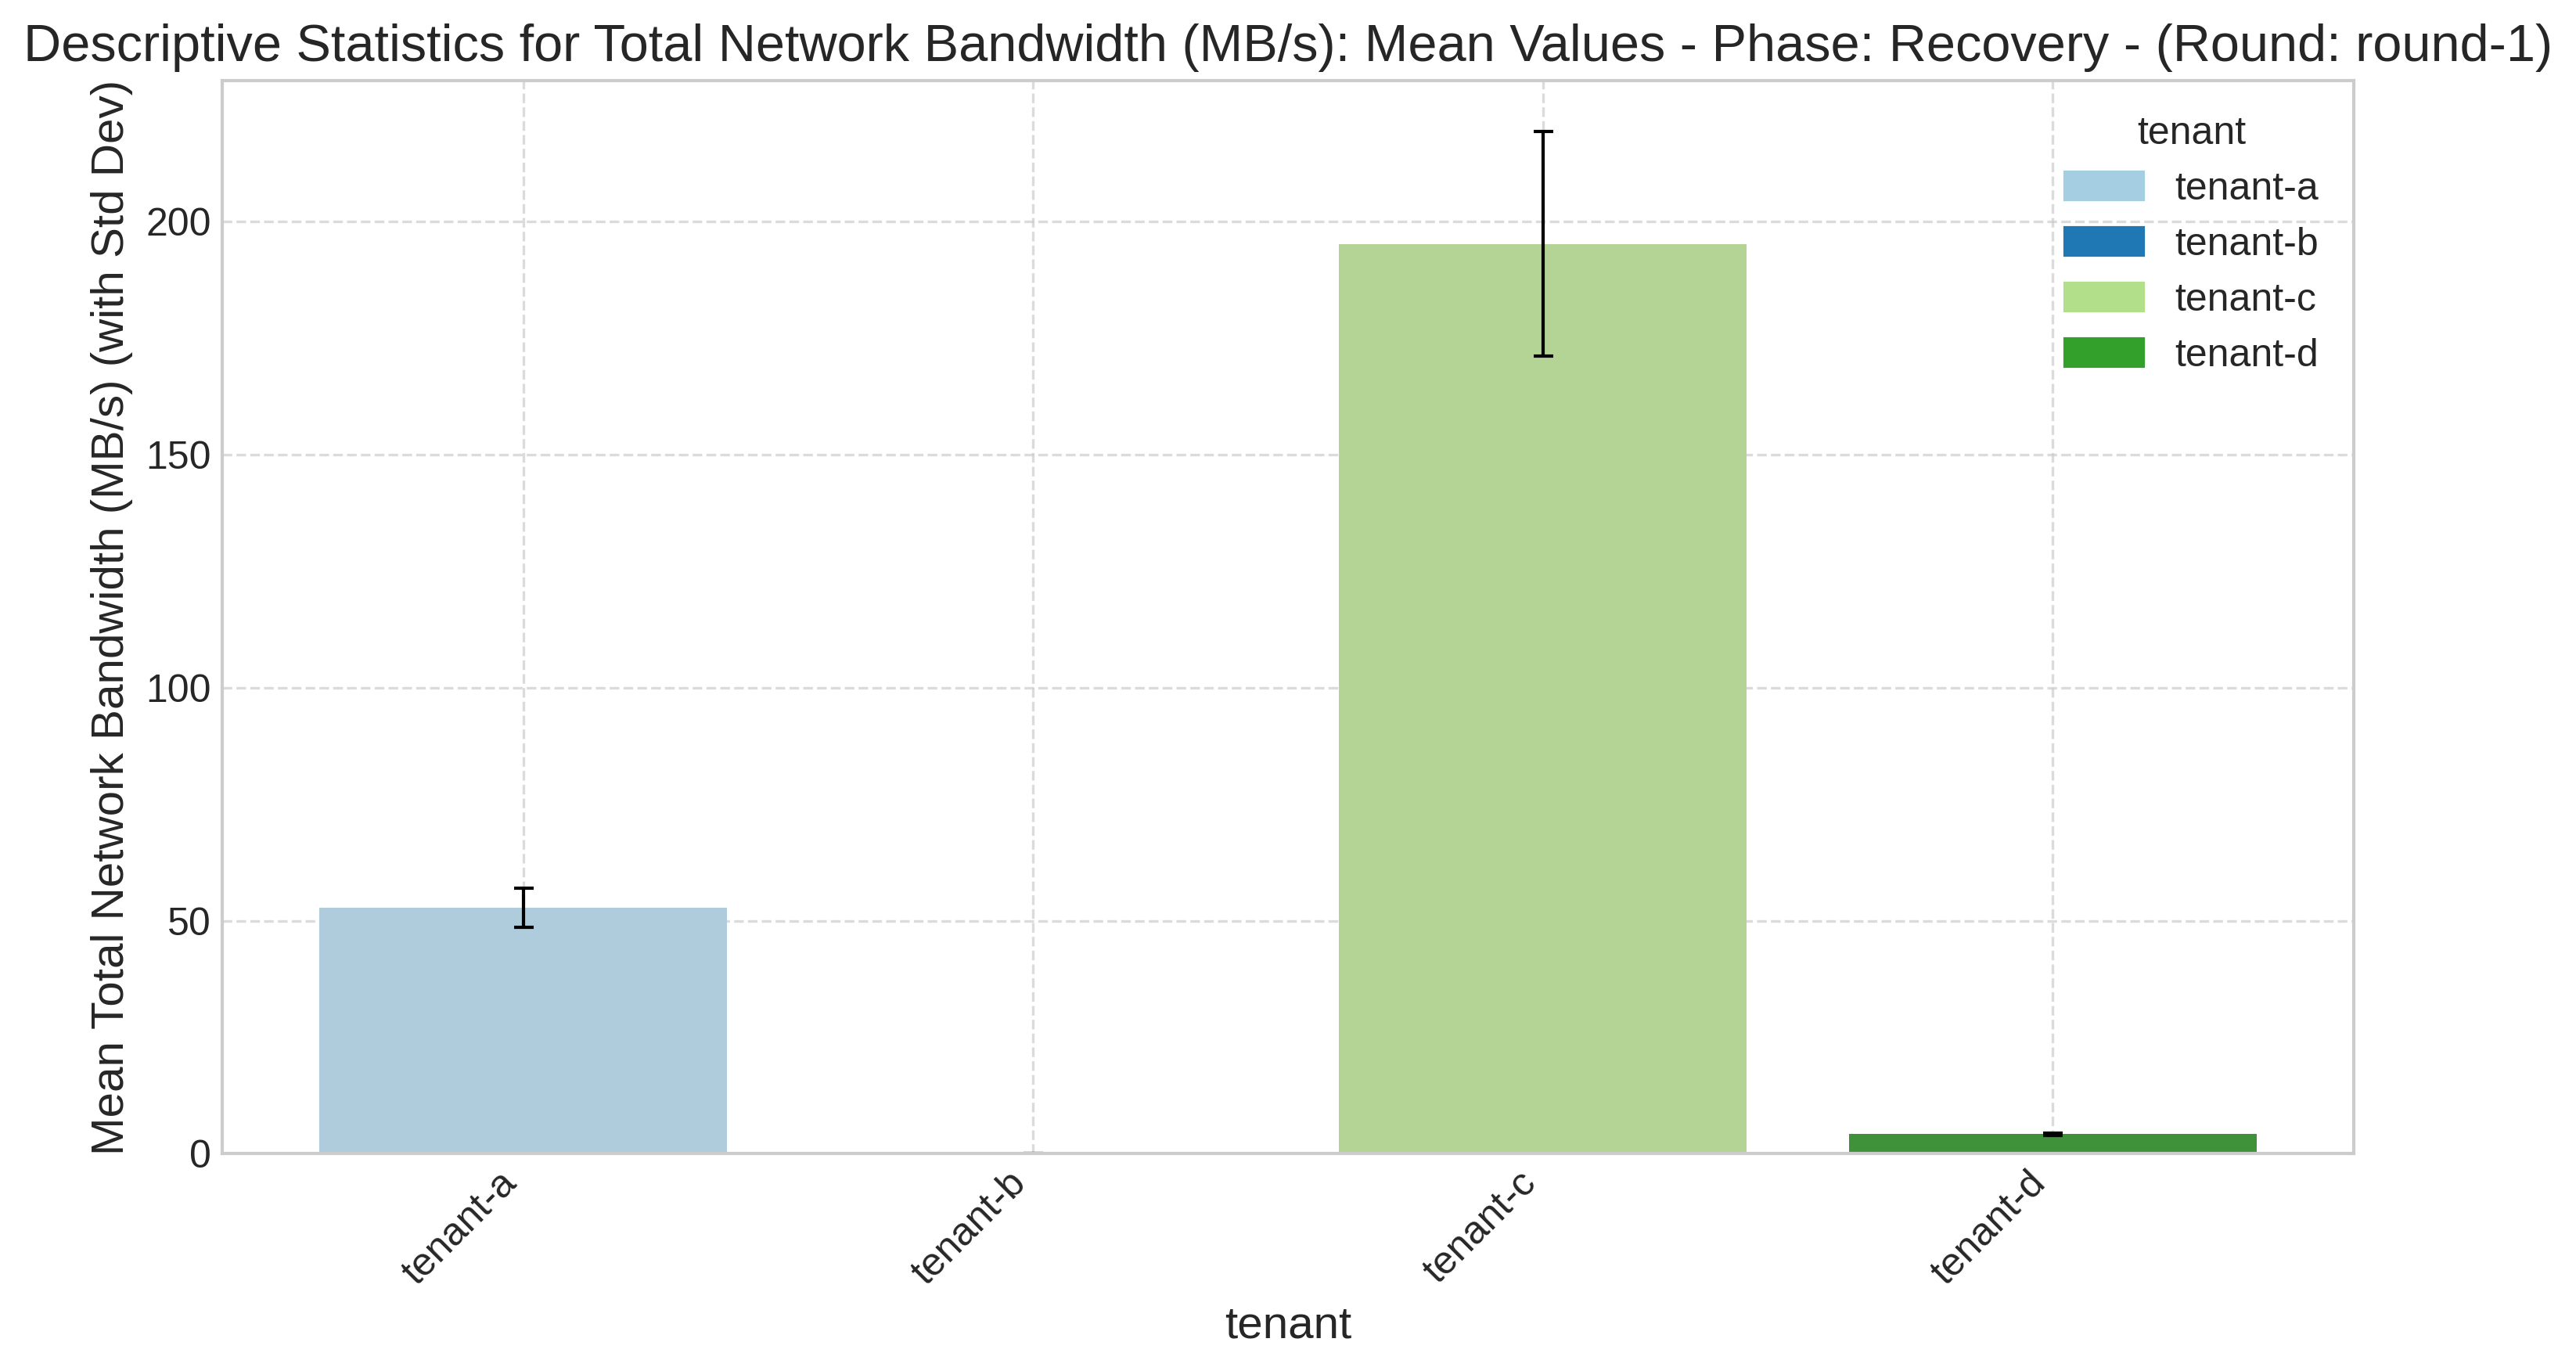 Descriptive Statistics for Total Network Bandwidth (MB/s): Mean Values - Phase: Recovery - (Round: round-1)
Mean Total Network Bandwidth (MB/s) (with Std Dev)
200
150
100
50
0
tenant
tenant-a
tenant-b
tenant-c
tenant-d
tenant-a
tenant-b
tenant-c
tenant-d
tenant